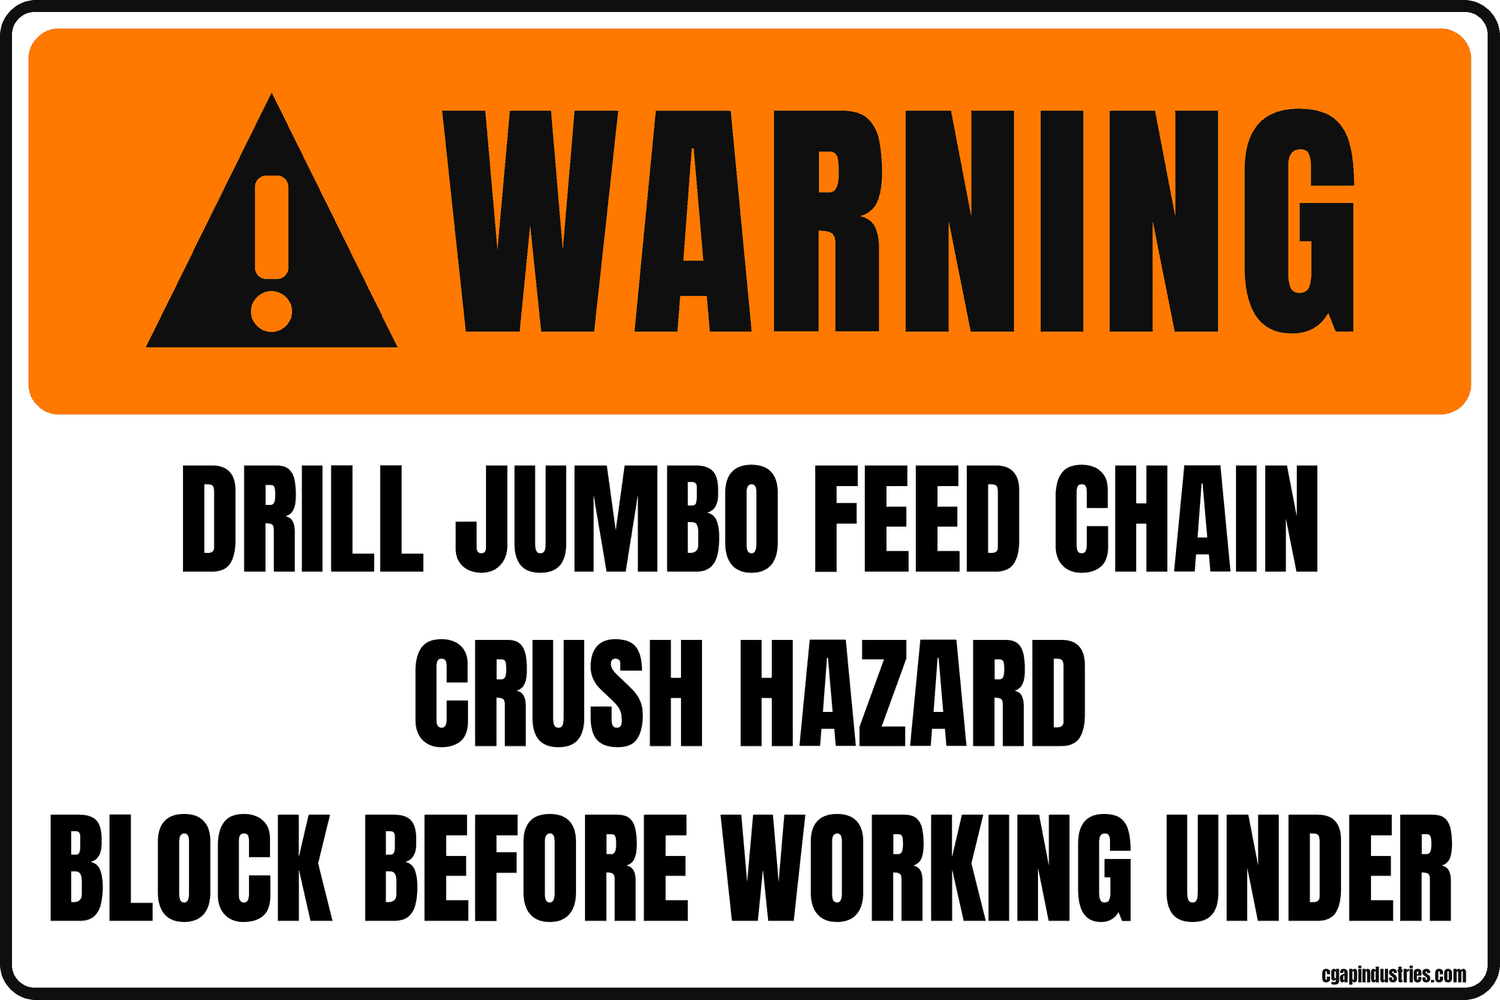 WARNING
DRILL JUMBO FEED CHAIN
CRUSH HAZARD
BLOCK BEFORE WORKING UNDER
cgapindustries.com